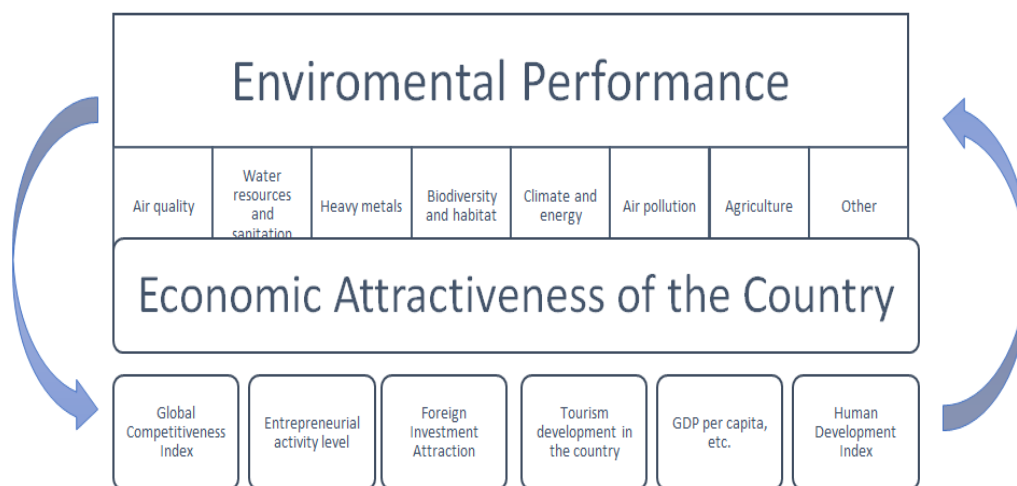 Enviromental Performance
Air quality
Water
resources
and
sanitation
Heavy metals
Biodiversity
and habitat
Climate and
energy
Air pollution
Agriculture
Other
Economic Attractiveness of the Country
Global
Competitiveness
Index
Entrepreneurial
activity level
Foreign
Investment
Attraction
Tourism
development in
the country
GDP per capita,
etc.
Human
Development
Index